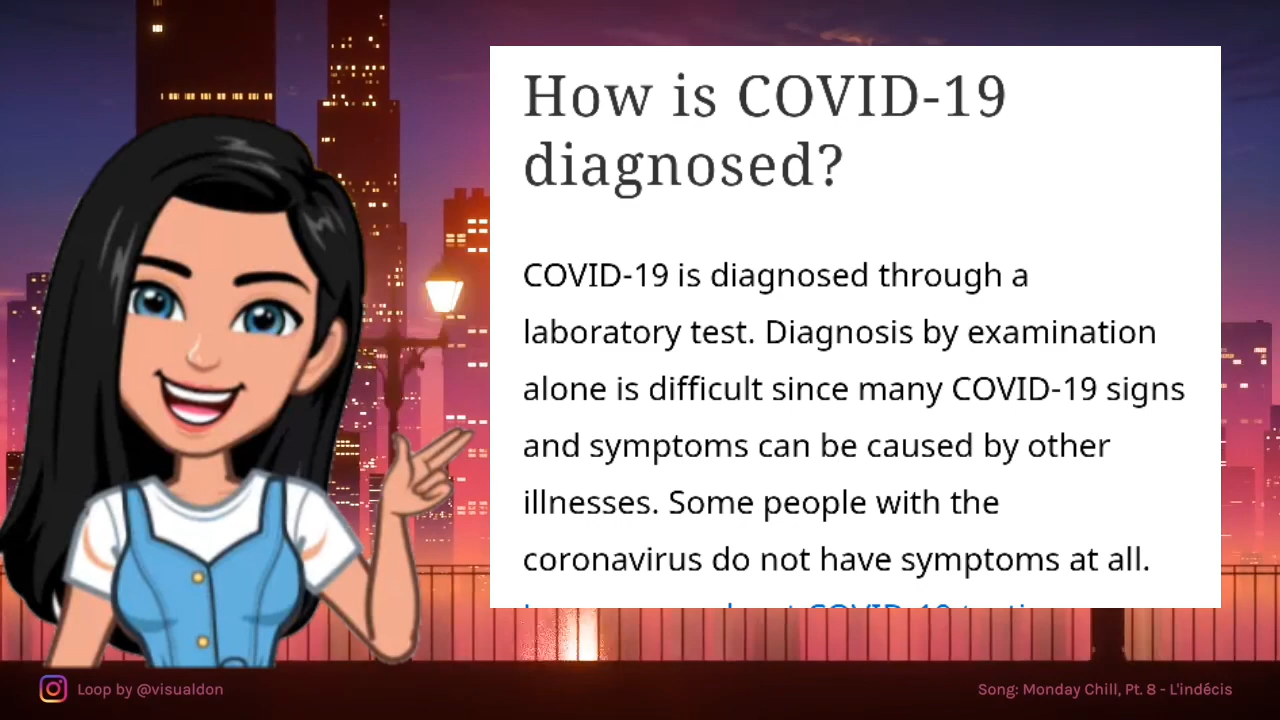 How is COVID-19
diagnosed?
COVID-19 is diagnosed through a
laboratory test. Diagnosis by examination
alone is difficult since many COVID-19 signs
and symptoms can be caused by other
illnesses. Some people with the
coronavirus do not have symptoms at all.
COVID-19
Loop by @visualdon
Song: Monday Chill, Pt. 8 - L'indécis